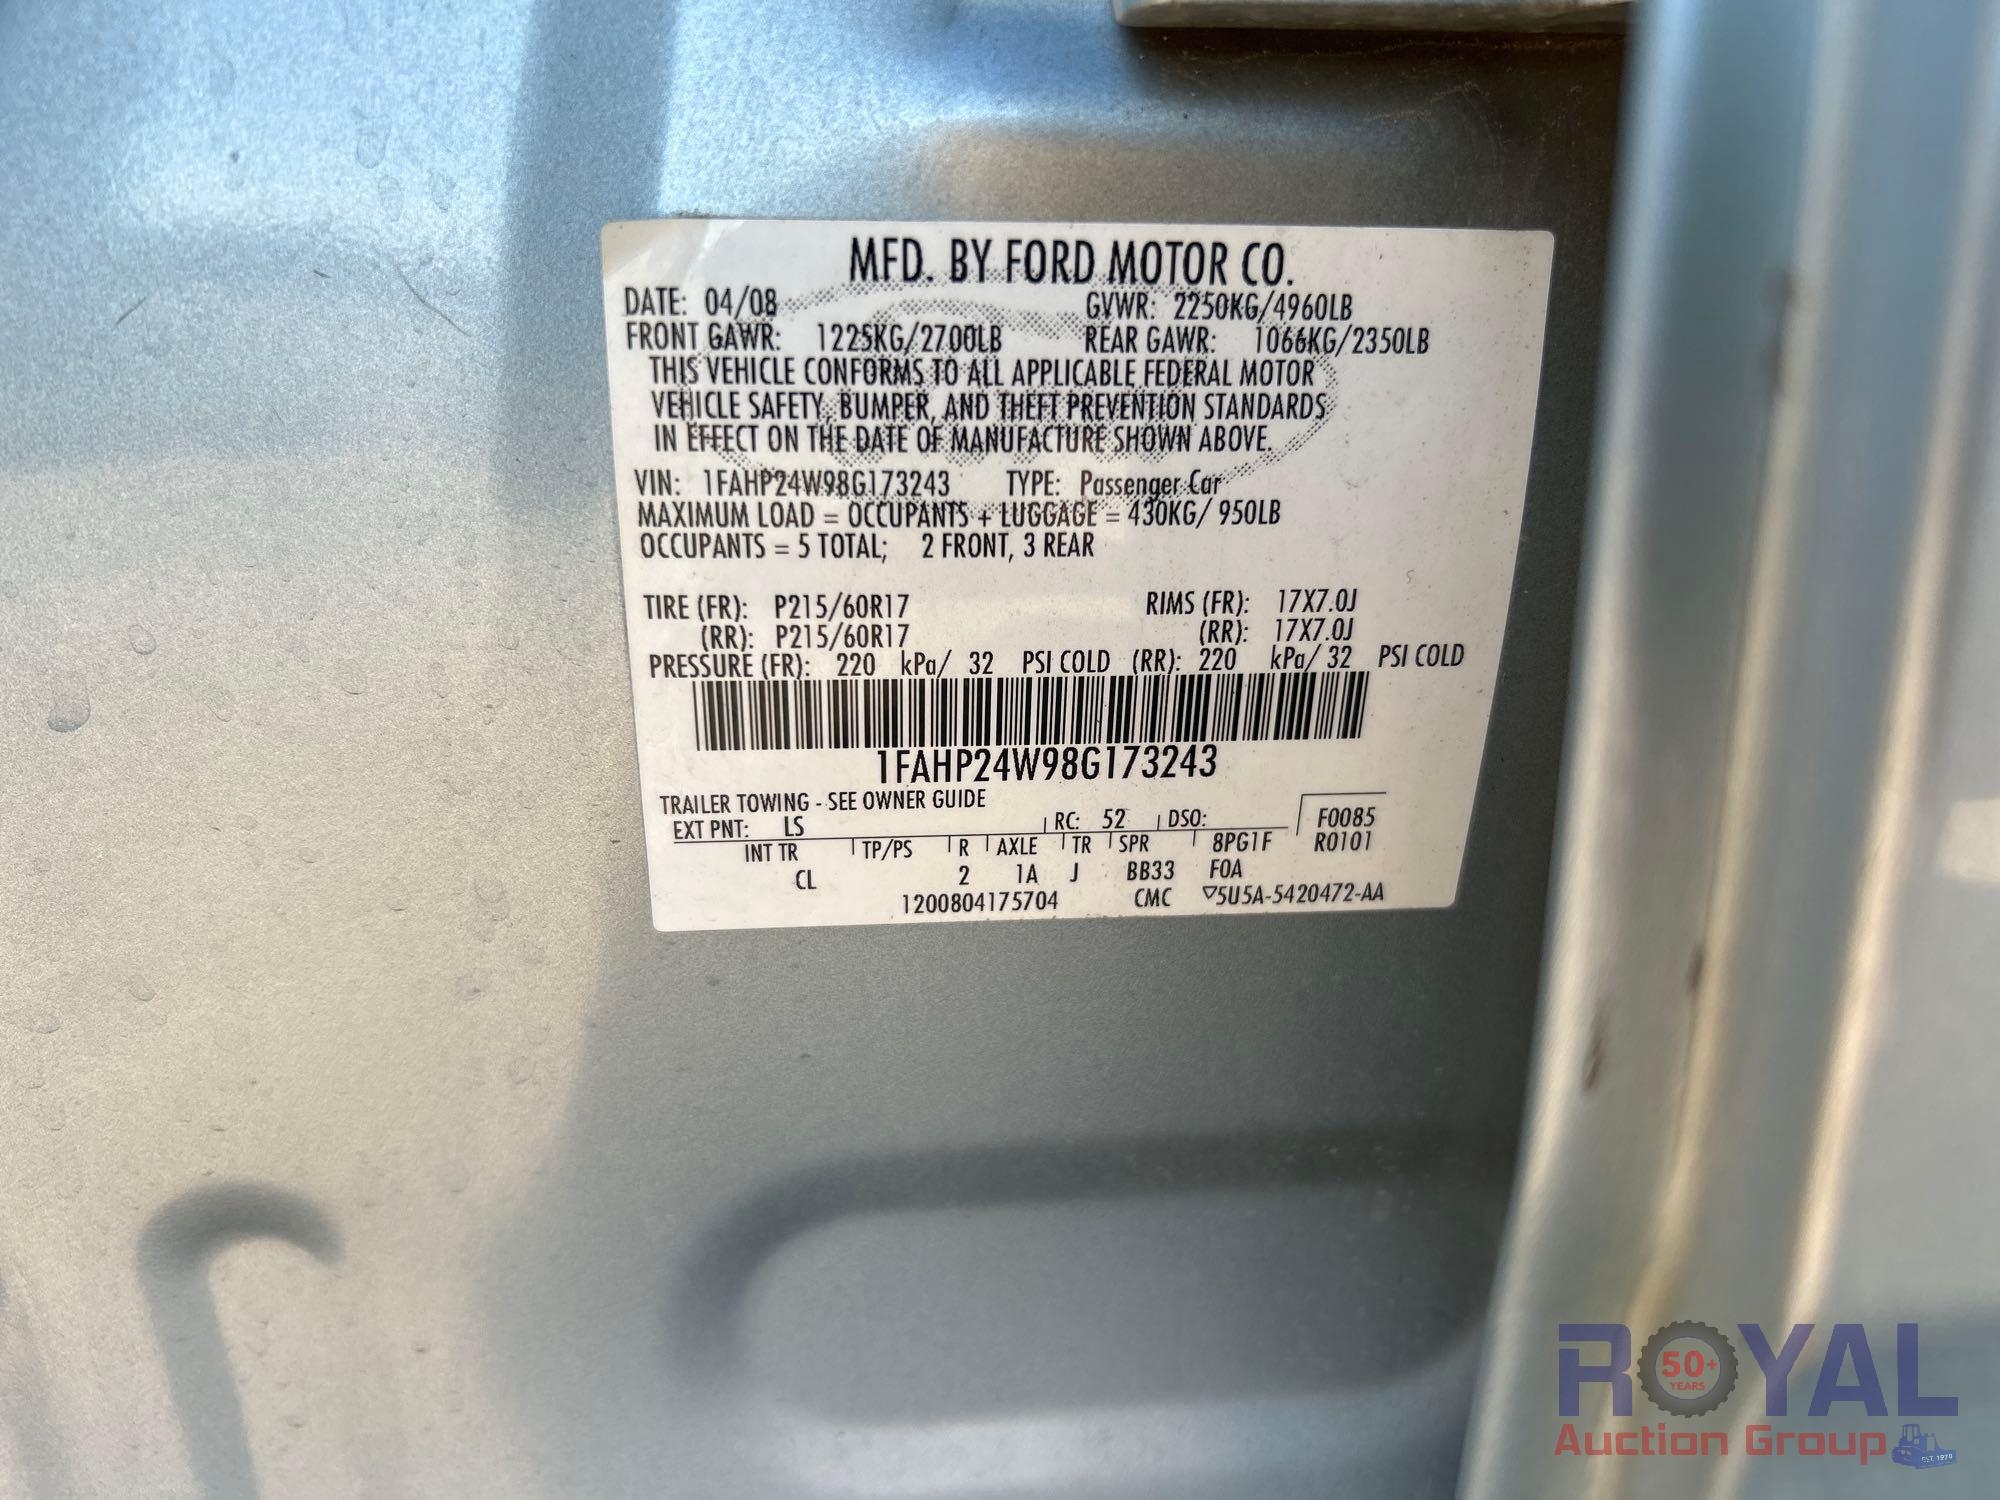 MFD. BY FORD MOTOR CO.
DATE: 04/08 GVWR: 2250KG/4960LB
FRONT GAWR: 1225KG/2700LB REAR GAWR: 1066KG/2350LB
THIS VEHICLE CONFORMS TO ALL APPLICABLE FEDERAL MOTOR
VEHICLE SAFETY, BUMPER, AND THEFT PREVENTION STANDARDS
IN EFFECT ON THE DATE OF MANUFACTURE SHOWN ABOVE.
VIN: 1FAHP24W98G173243 TYPE: Passenger Car
MAXIMUM LOAD = OCCUPANTS + LUGGAGE = 430KG/ 950LB
OCCUPANTS = 5 TOTAL; 2 FRONT, 3 REAR
TIRE (FR): P215/60R17 RIMS (FR): 17X7.0J
(RR): P215/60R17 (RR): 17X7.0J
PRESSURE (FR): 220 kPa/ 32 PSI COLD (RR): 220 kPa/ 32 PSI COLD
1FAHP24W98G173243
TRAILER TOWING - SEE OWNER GUIDE
EXT PNT: LS RC: 52 DSO: F0085
INT TR TP/PS R AXLE TR SPR 8PG1F R0101
CL 2 1A J BB33 FOA
1200804175704 CMC ▽5U5A-5420472-AA
ROYAL
50+
YEARS
Auction Group
EST. 1970